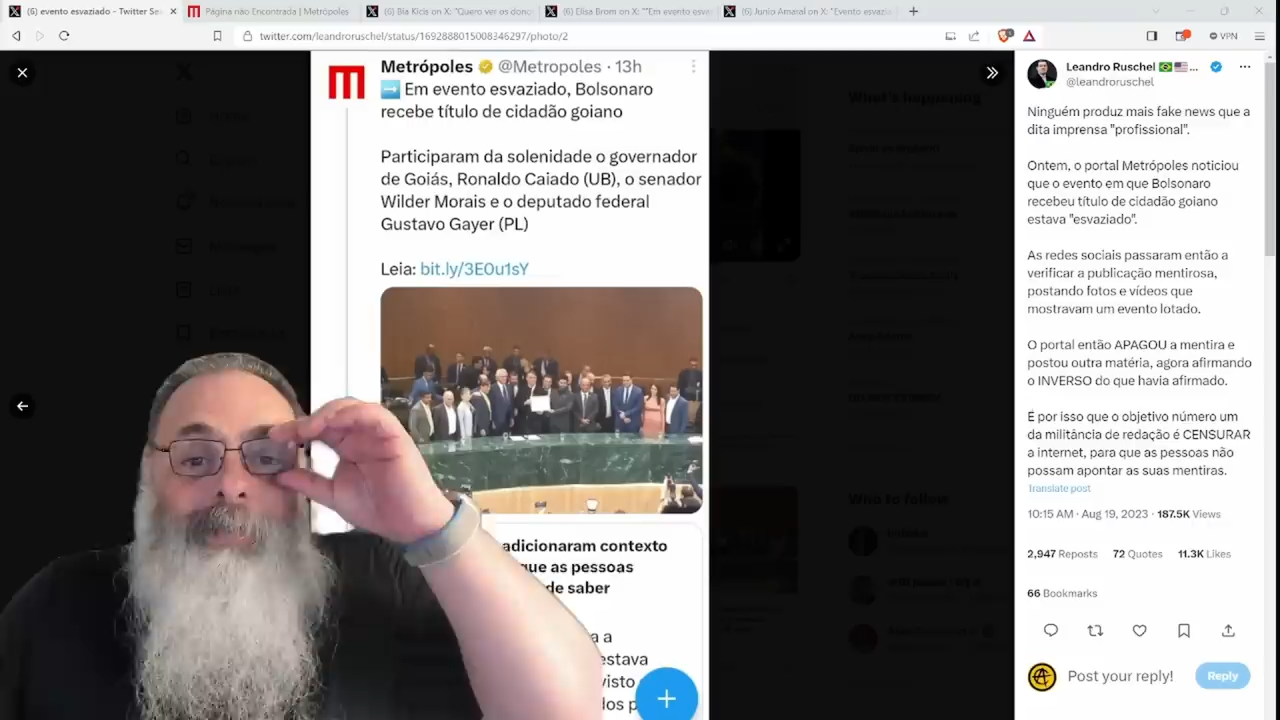 (6) evento esvaziado - Twitter Sea
Página não Encontrada | Metrópoles
(6) Bia Kicis on X: "Quero ver os dono
(6) Elisa Brom on X: ""Em evento esva
(6) Junio Amaral on X: "Evento esvazia
twitter.com/leandroruschel/status/1692888015008346297/photo/2
VPN
Metrópoles @Metropoles · 13h
➡️ Em evento esvaziado, Bolsonaro
recebe título de cidadão goiano
Participaram da solenidade o governador
de Goiás, Ronaldo Caiado (UB), o senador
Wilder Morais e o deputado federal
Gustavo Gayer (PL)
Leia: bit.ly/3E0u1sY
adicionaram contexto
que as pessoas
de saber
a a
estava
visto
dos p
What's happening
Who to follow
Leandro Ruschel 🇧🇷🇺🇸...
@leandroruschel
Ninguém produz mais fake news que a
dita imprensa "profissional".
Ontem, o portal Metrópoles noticiou
que o evento em que Bolsonaro
recebeu título de cidadão goiano
estava "esvaziado".
As redes sociais passaram então a
verificar a publicação mentirosa,
postando fotos e vídeos que
mostravam um evento lotado.
O portal então APAGOU a mentira e
postou outra matéria, agora afirmando
o INVERSO do que havia afirmado.
É por isso que o objetivo número um
da militância de redação é CENSURAR
a internet, para que as pessoas não
possam apontar as suas mentiras.
Translate post
10:15 AM · Aug 19, 2023 · 187.5K Views
2,947 Reposts 72 Quotes 11.3K Likes
66 Bookmarks
Post your reply!
Reply